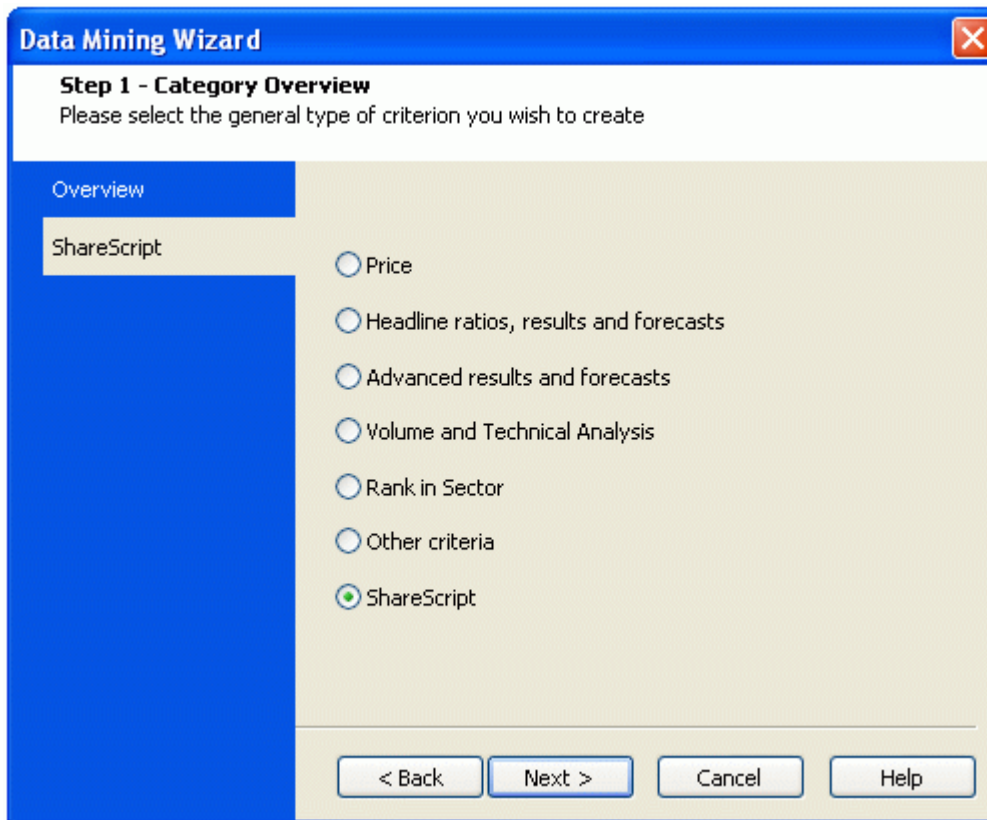 Data Mining Wizard
Step 1 - Category Overview
Please select the general type of criterion you wish to create
Overview
ShareScript
Price
Headline ratios, results and forecasts
Advanced results and forecasts
Volume and Technical Analysis
Rank in Sector
Other criteria
ShareScript
< Back Next > Cancel Help